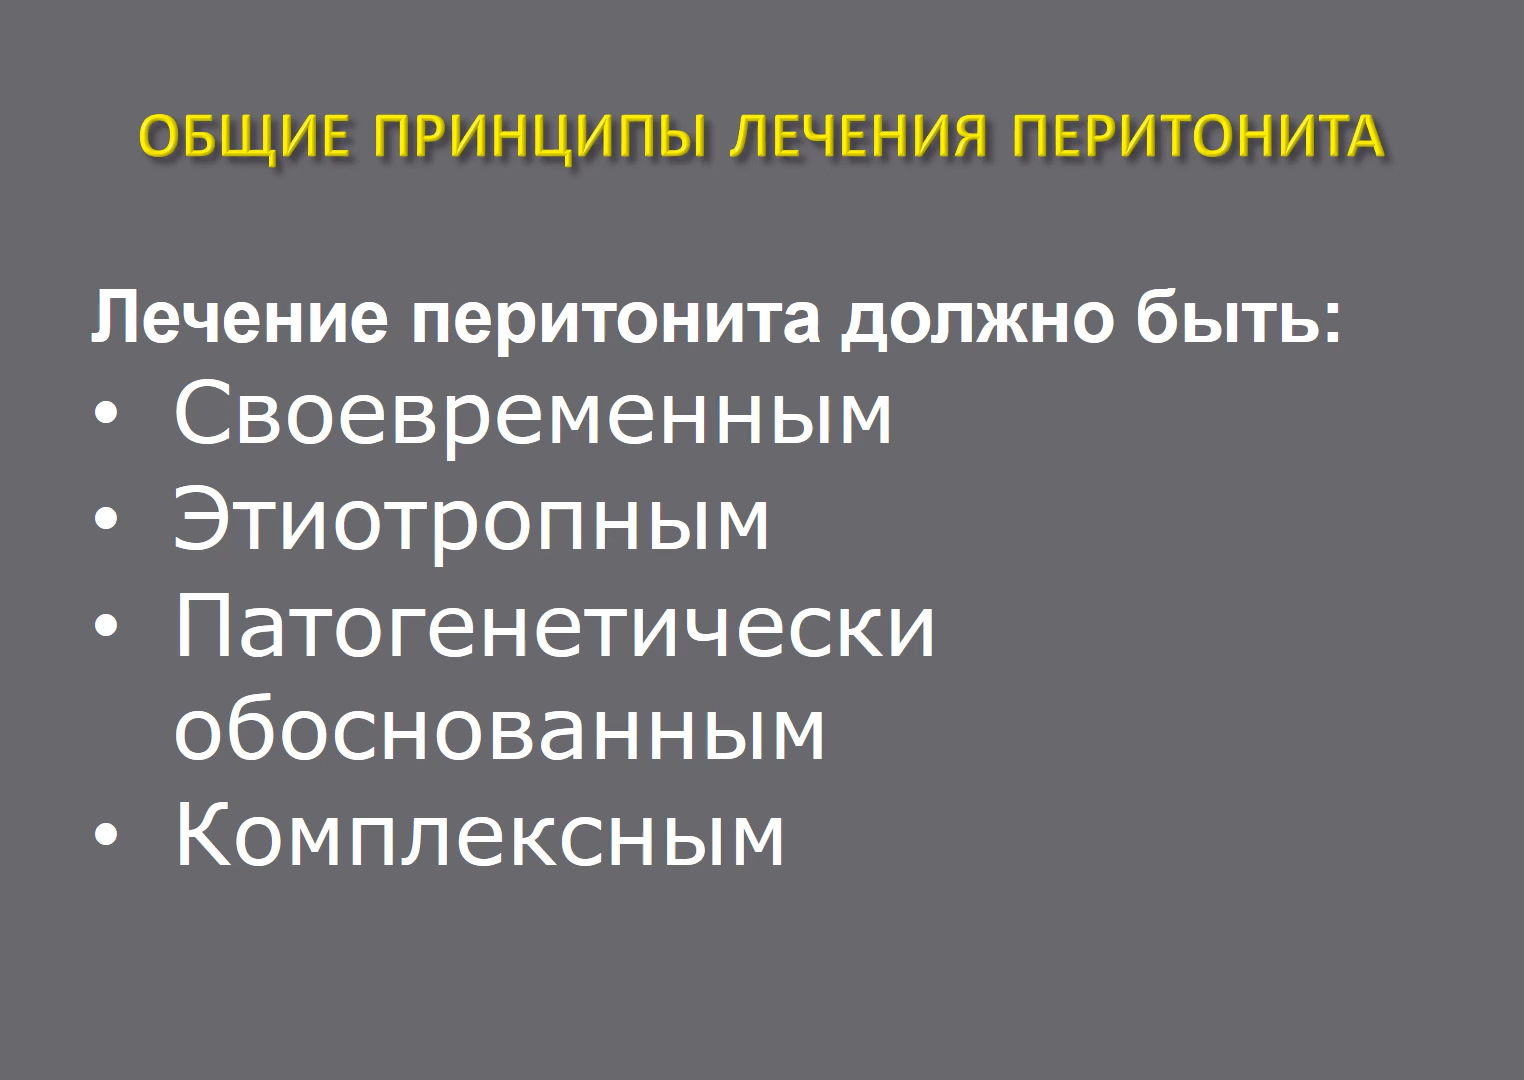 ОБЩИЕ ПРИНЦИПЫ ЛЕЧЕНИЯ ПЕРИТОНИТА
Лечение перитонита должно быть:
• Своевременным
• Этиотропным
• Патогенетически
обоснованным
• Комплексным